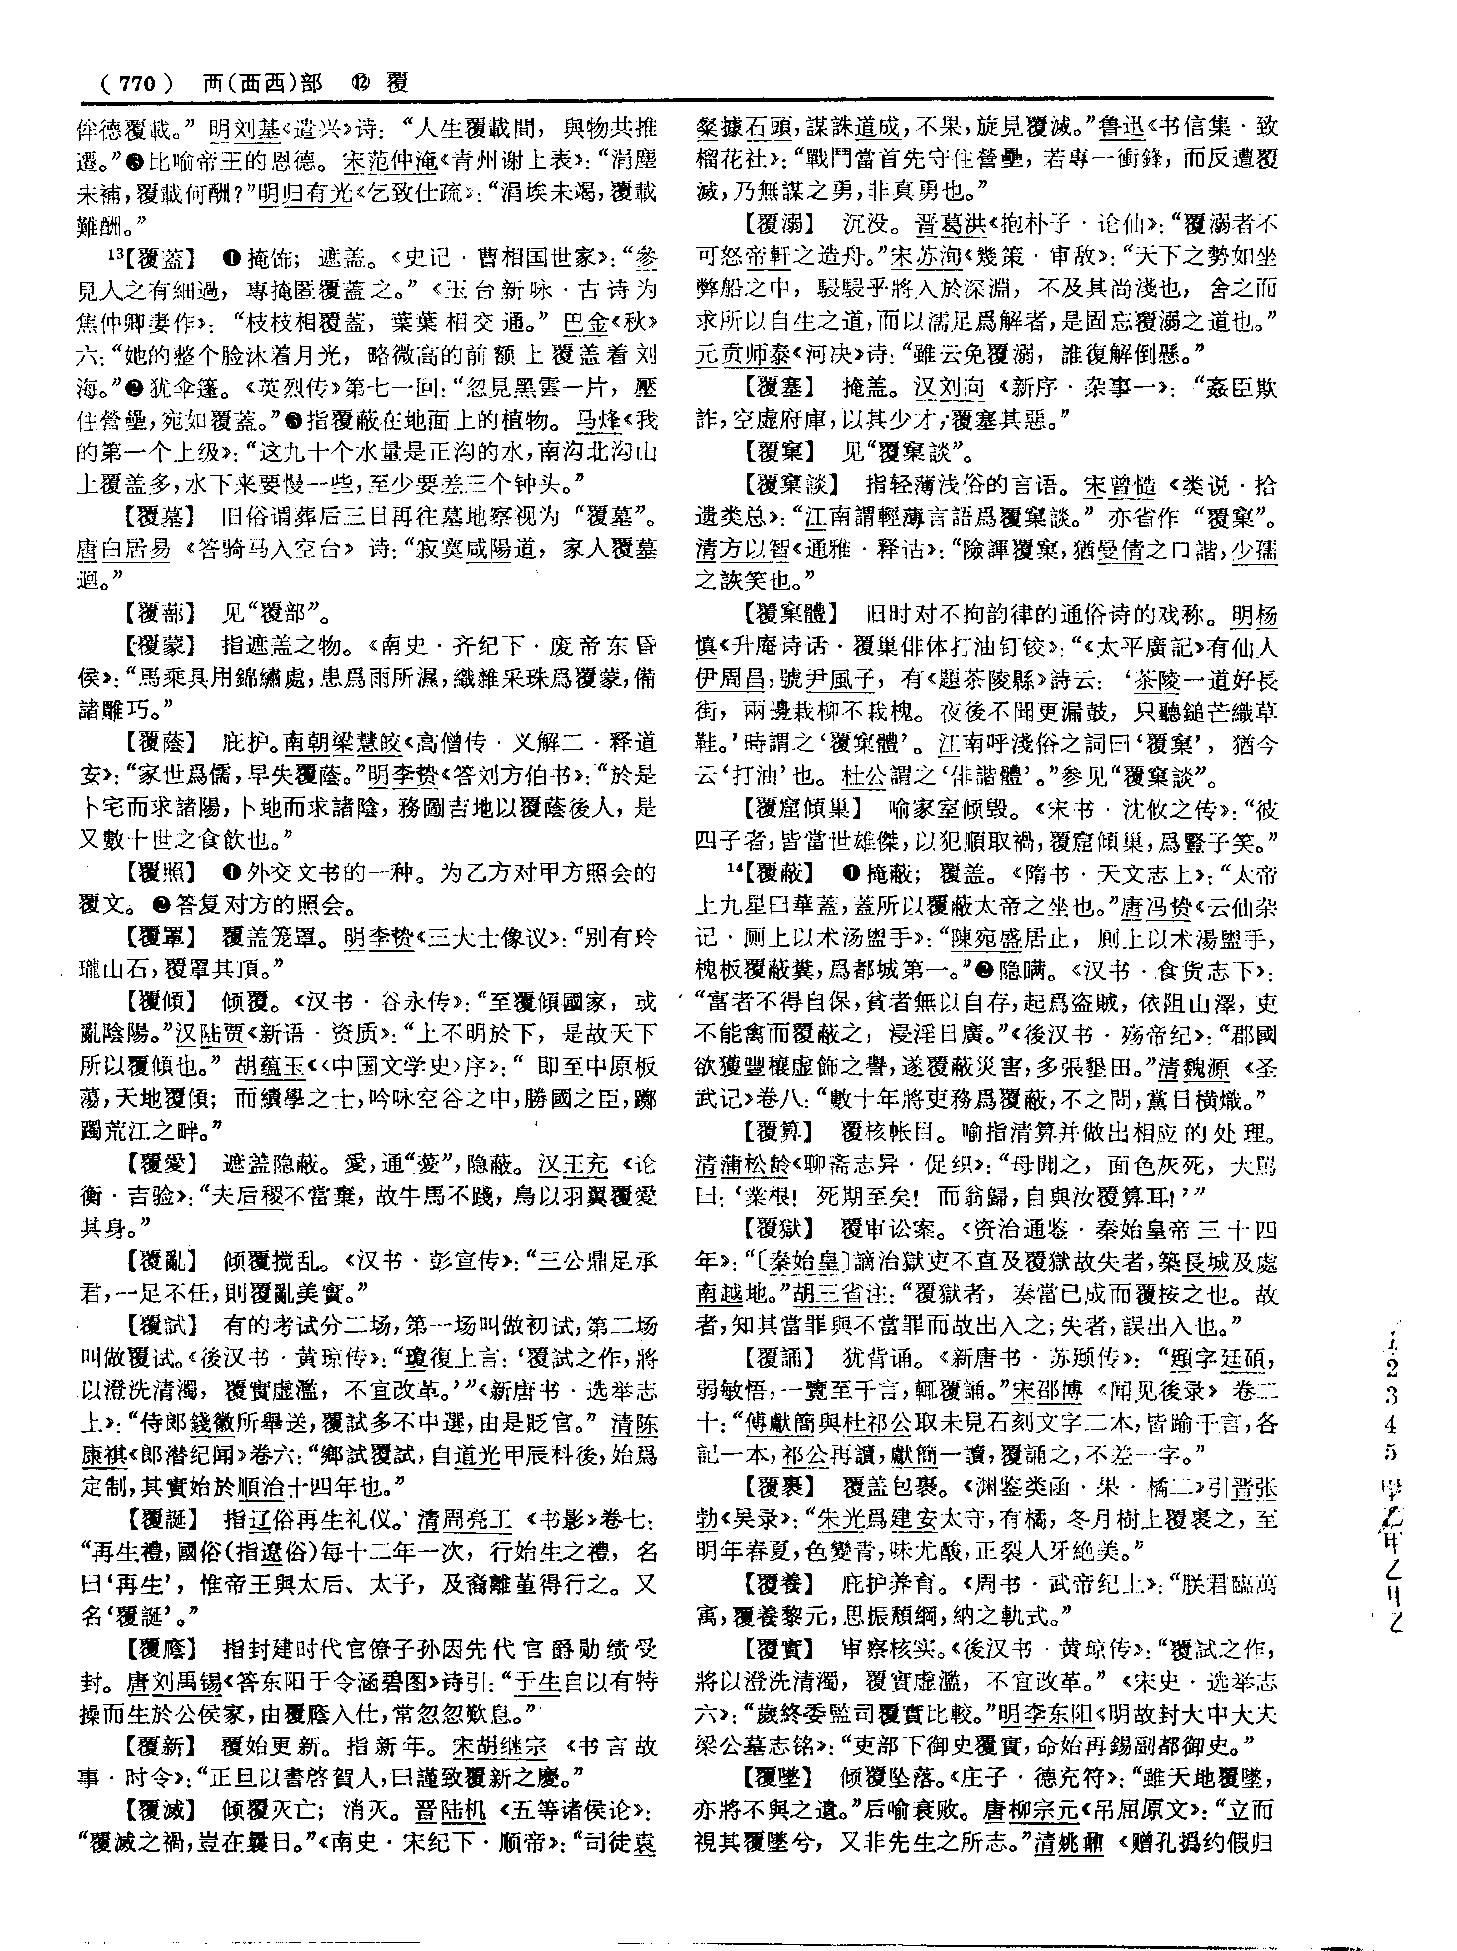 （770） 襾（覀西）部 ⑫ 覆
侔德覆載。”明刘基《遣兴》诗：“人生覆載間，與物共推
遷。”❸比喻帝王的恩德。宋范仲淹《青州谢上表》：“涓塵
未補，覆載何酬？”明归有光《乞致仕疏》：“涓埃未竭，覆載
難酬。”
13【覆蓋】 ❶掩饰；遮盖。《史记·曹相国世家》：“參
見人之有細過，專掩匿覆蓋之。”《玉台新咏·古诗为
焦仲卿妻作》：“枝枝相覆蓋，葉葉相交通。”巴金《秋》
六：“她的整个脸沐着月光，略微高的前额上覆盖着刘
海。”❷犹伞篷。《英烈传》第七一回：“忽見黑雲一片，壓
住營壘，宛如覆蓋。”❸指覆蔽在地面上的植物。马烽《我
的第一个上级》：“这九十个水量是正沟的水，南沟北沟山
上覆盖多，水下来要慢一些，至少要差三个钟头。”
【覆墓】 旧俗谓葬后三日再往墓地察视为“覆墓”。
唐白居易《答骑马入空台》诗：“寂寞咸陽道，家人覆墓
迴。”
【覆蔀】 见“覆部”。
【覆蒙】 指遮盖之物。《南史·齐纪下·废帝东昏
侯》：“馬乘具用錦繡處，患爲雨所濕，織雜采珠爲覆蒙，備
諸雕巧。”
【覆蔭】 庇护。南朝梁慧皎《高僧传·义解二·释道
安》：“家世爲儒，早失覆蔭。”明李贽《答刘方伯书》：“於是
卜宅而求諸陽，卜地而求諸陰，務圖吉地以覆蔭後人，是
又數十世之食飲也。”
【覆照】 ❶外交文书的一种。为乙方对甲方照会的
覆文。❷答复对方的照会。
【覆罩】 覆盖笼罩。明李贽《三大士像议》：“别有玲
瓏山石，覆罩其頂。”
【覆傾】 倾覆。《汉书·谷永传》：“至覆傾國家，或
亂陰陽。”汉陆贾《新语·资质》：“上不明於下，是故天下
所以覆傾也。”胡蕴玉《〈中国文学史〉序》：“即至中原板
蕩，天地覆傾；而績學之士，吟咏空谷之中，勝國之臣，躑
躅荒江之畔。”
【覆愛】 遮盖隐蔽。愛，通“薆”，隐蔽。汉王充《论
衡·吉验》：“夫后稷不當棄，故牛馬不踐，鳥以羽翼覆愛
其身。”
【覆亂】 倾覆搅乱。《汉书·彭宣传》：“三公鼎足承
君，一足不任，則覆亂美實。”
【覆試】 有的考试分二场，第一场叫做初试，第二场
叫做覆试。《後汉书·黄琼传》：“瓊復上言：‘覆試之作，將
以澄洗清濁，覆實虚濫，不宜改革。’”《新唐书·选举志
上》：“侍郎錢徽所舉送，覆試多不中選，由是貶官。”清陈
康祺《郎潜纪闻》卷六：“鄉試覆試，自道光甲辰科後，始爲
定制，其實始於順治十四年也。”
【覆誕】 指辽俗再生礼仪。清周亮工《书影》卷七：
“再生禮，國俗（指遼俗）每十二年一次，行始生之禮，名
曰‘再生’，惟帝王與太后、太子，及裔離菫得行之。又
名‘覆誕’。”
【覆廕】 指封建时代官僚子孙因先代官爵勋绩受
封。唐刘禹锡《答东阳于令涵碧图》诗引：“于生自以有特
操而生於公侯家，由覆廕入仕，常忽忽歎息。”
【覆新】 覆始更新。指新年。宋胡继宗《书言故
事·时令》：“正旦以書啓賀人，曰謹致覆新之慶。”
【覆滅】 倾覆灭亡；消灭。晋陆机《五等诸侯论》：
“覆滅之禍，豈在曩日。”《南史·宋纪下·顺帝》：“司徒袁
粲據石頭，謀誅道成，不果，旋見覆滅。”鲁迅《书信集·致
榴花社》：“戰鬥當首先守住營壘，若專一衝鋒，而反遭覆
滅，乃無謀之勇，非真勇也。”
【覆溺】 沉没。晋葛洪《抱朴子·论仙》：“覆溺者不
可怒帝軒之造舟。”宋苏洵《幾策·审敌》：“天下之勢如坐
弊船之中，駸駸乎將入於深淵，不及其尚淺也，舍之而
求所以自生之道，而以濡足爲解者，是固忘覆溺之道也。”
元贡师泰《河决》诗：“雖云免覆溺，誰復解倒懸。”
【覆塞】 掩盖。汉刘向《新序·杂事一》：“姦臣欺
詐，空虚府庫，以其少才，覆塞其惡。”
【覆窠】 见“覆窠談”。
【覆窠談】 指轻薄浅俗的言语。宋曾慥《类说·拾
遗类总》：“江南謂輕薄言語爲覆窠談。”亦省作“覆窠”。
清方以智《通雅·释诂》：“險諢覆窠，猶曼倩之口諧，少孺
之詼笑也。”
【覆窠體】 旧时对不拘韵律的通俗诗的戏称。明杨
慎《升庵诗话·覆巢俳体打油钉铰》：“《太平廣記》有仙人
伊周昌，號尹風子，有《題茶陵縣》詩云：‘茶陵一道好長
街，兩邊栽柳不栽槐。夜後不聞更漏鼓，只聽鎚芒織草
鞋。’時謂之‘覆窠體’。江南呼淺俗之詞曰‘覆窠’，猶今
云‘打油’也。杜公謂之‘俳諧體’。”参见“覆窠談”。
【覆窟傾巢】 喻家室倾毁。《宋书·沈攸之传》：“彼
四子者，皆當世雄傑，以犯順取禍，覆窟傾巢，爲豎子笑。”
14【覆蔽】 ❶掩蔽；覆盖。《隋书·天文志上》：“太帝
上九星曰華蓋，蓋所以覆蔽太帝之坐也。”唐冯贽《云仙杂
记·厕上以术汤盥手》：“陳宛盛居止，厠上以术湯盥手，
槐板覆蔽糞，爲都城第一。”❷隐瞒。《汉书·食货志下》：
“富者不得自保，貧者無以自存，起爲盜賊，依阻山澤，吏
不能禽而覆蔽之，浸淫日廣。”《後汉书·殇帝纪》：“郡國
欲獲豐穰虚飾之譽，遂覆蔽災害，多張墾田。”清魏源《圣
武记》卷八：“數十年將吏務爲覆蔽，不之問，黨日橫熾。”
【覆算】 覆核帐目。喻指清算并做出相应的处理。
清蒲松龄《聊斋志异·促织》：“母聞之，面色灰死，大罵
曰：‘業根！死期至矣！而翁歸，自與汝覆算耳！’”
【覆獄】 覆审讼案。《资治通鉴·秦始皇帝三十四
年》：“〔秦始皇〕謫治獄吏不直及覆獄故失者，築長城及處
南越地。”胡三省注：“覆獄者，奏當已成而覆按之也。故
者，知其當罪與不當罪而故出入之；失者，誤出入也。”
【覆誦】 犹背诵。《新唐书·苏颋传》：“頲字廷碩，
弱敏悟，一覽至千言，輒覆誦。”宋邵博《闻见後录》卷二
十：“傅獻簡與杜祁公取未見石刻文字二本，皆踰千言，各
記一本，祁公再讀，獻簡一讀，覆誦之，不差一字。”
【覆裹】 覆盖包裹。《渊鉴类函·果·橘二》引晋张
勃《吴录》：“朱光爲建安太守，有橘，冬月樹上覆裹之，至
明年春夏，色變青，味尤酸，正裂人牙絶美。”
【覆養】 庇护养育。《周书·武帝纪上》：“朕君臨萬
寓，覆養黎元，思振頹綱，納之軌式。”
【覆實】 审察核实。《後汉书·黄琼传》：“覆試之作，
將以澄洗清濁，覆實虚濫，不宜改革。”《宋史·选举志
六》：“歲終委監司覆實比較。”明李东阳《明故封大中大夫
梁公墓志铭》：“吏部下御史覆實，命始再錫副都御史。”
【覆墜】 倾覆坠落。《庄子·德充符》：“雖天地覆墜，
亦將不與之遺。”后喻衰败。唐柳宗元《吊屈原文》：“立而
視其覆墜兮，又非先生之所志。”清姚鼐《赠孔撝约假归
1
2
3
4
5